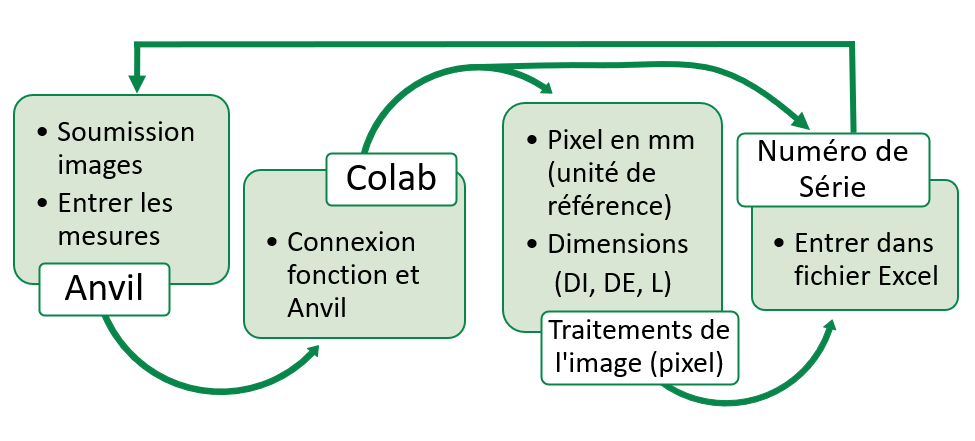 • Soumission
images
• Entrer les
mesures
Anvil
Colab
• Connexion
fonction et
Anvil
• Pixel en mm
(unité de
référence)
• Dimensions
(DI, DE, L)
Traitements de
l'image (pixel)
Numéro de
Série
• Entrer dans
fichier Excel